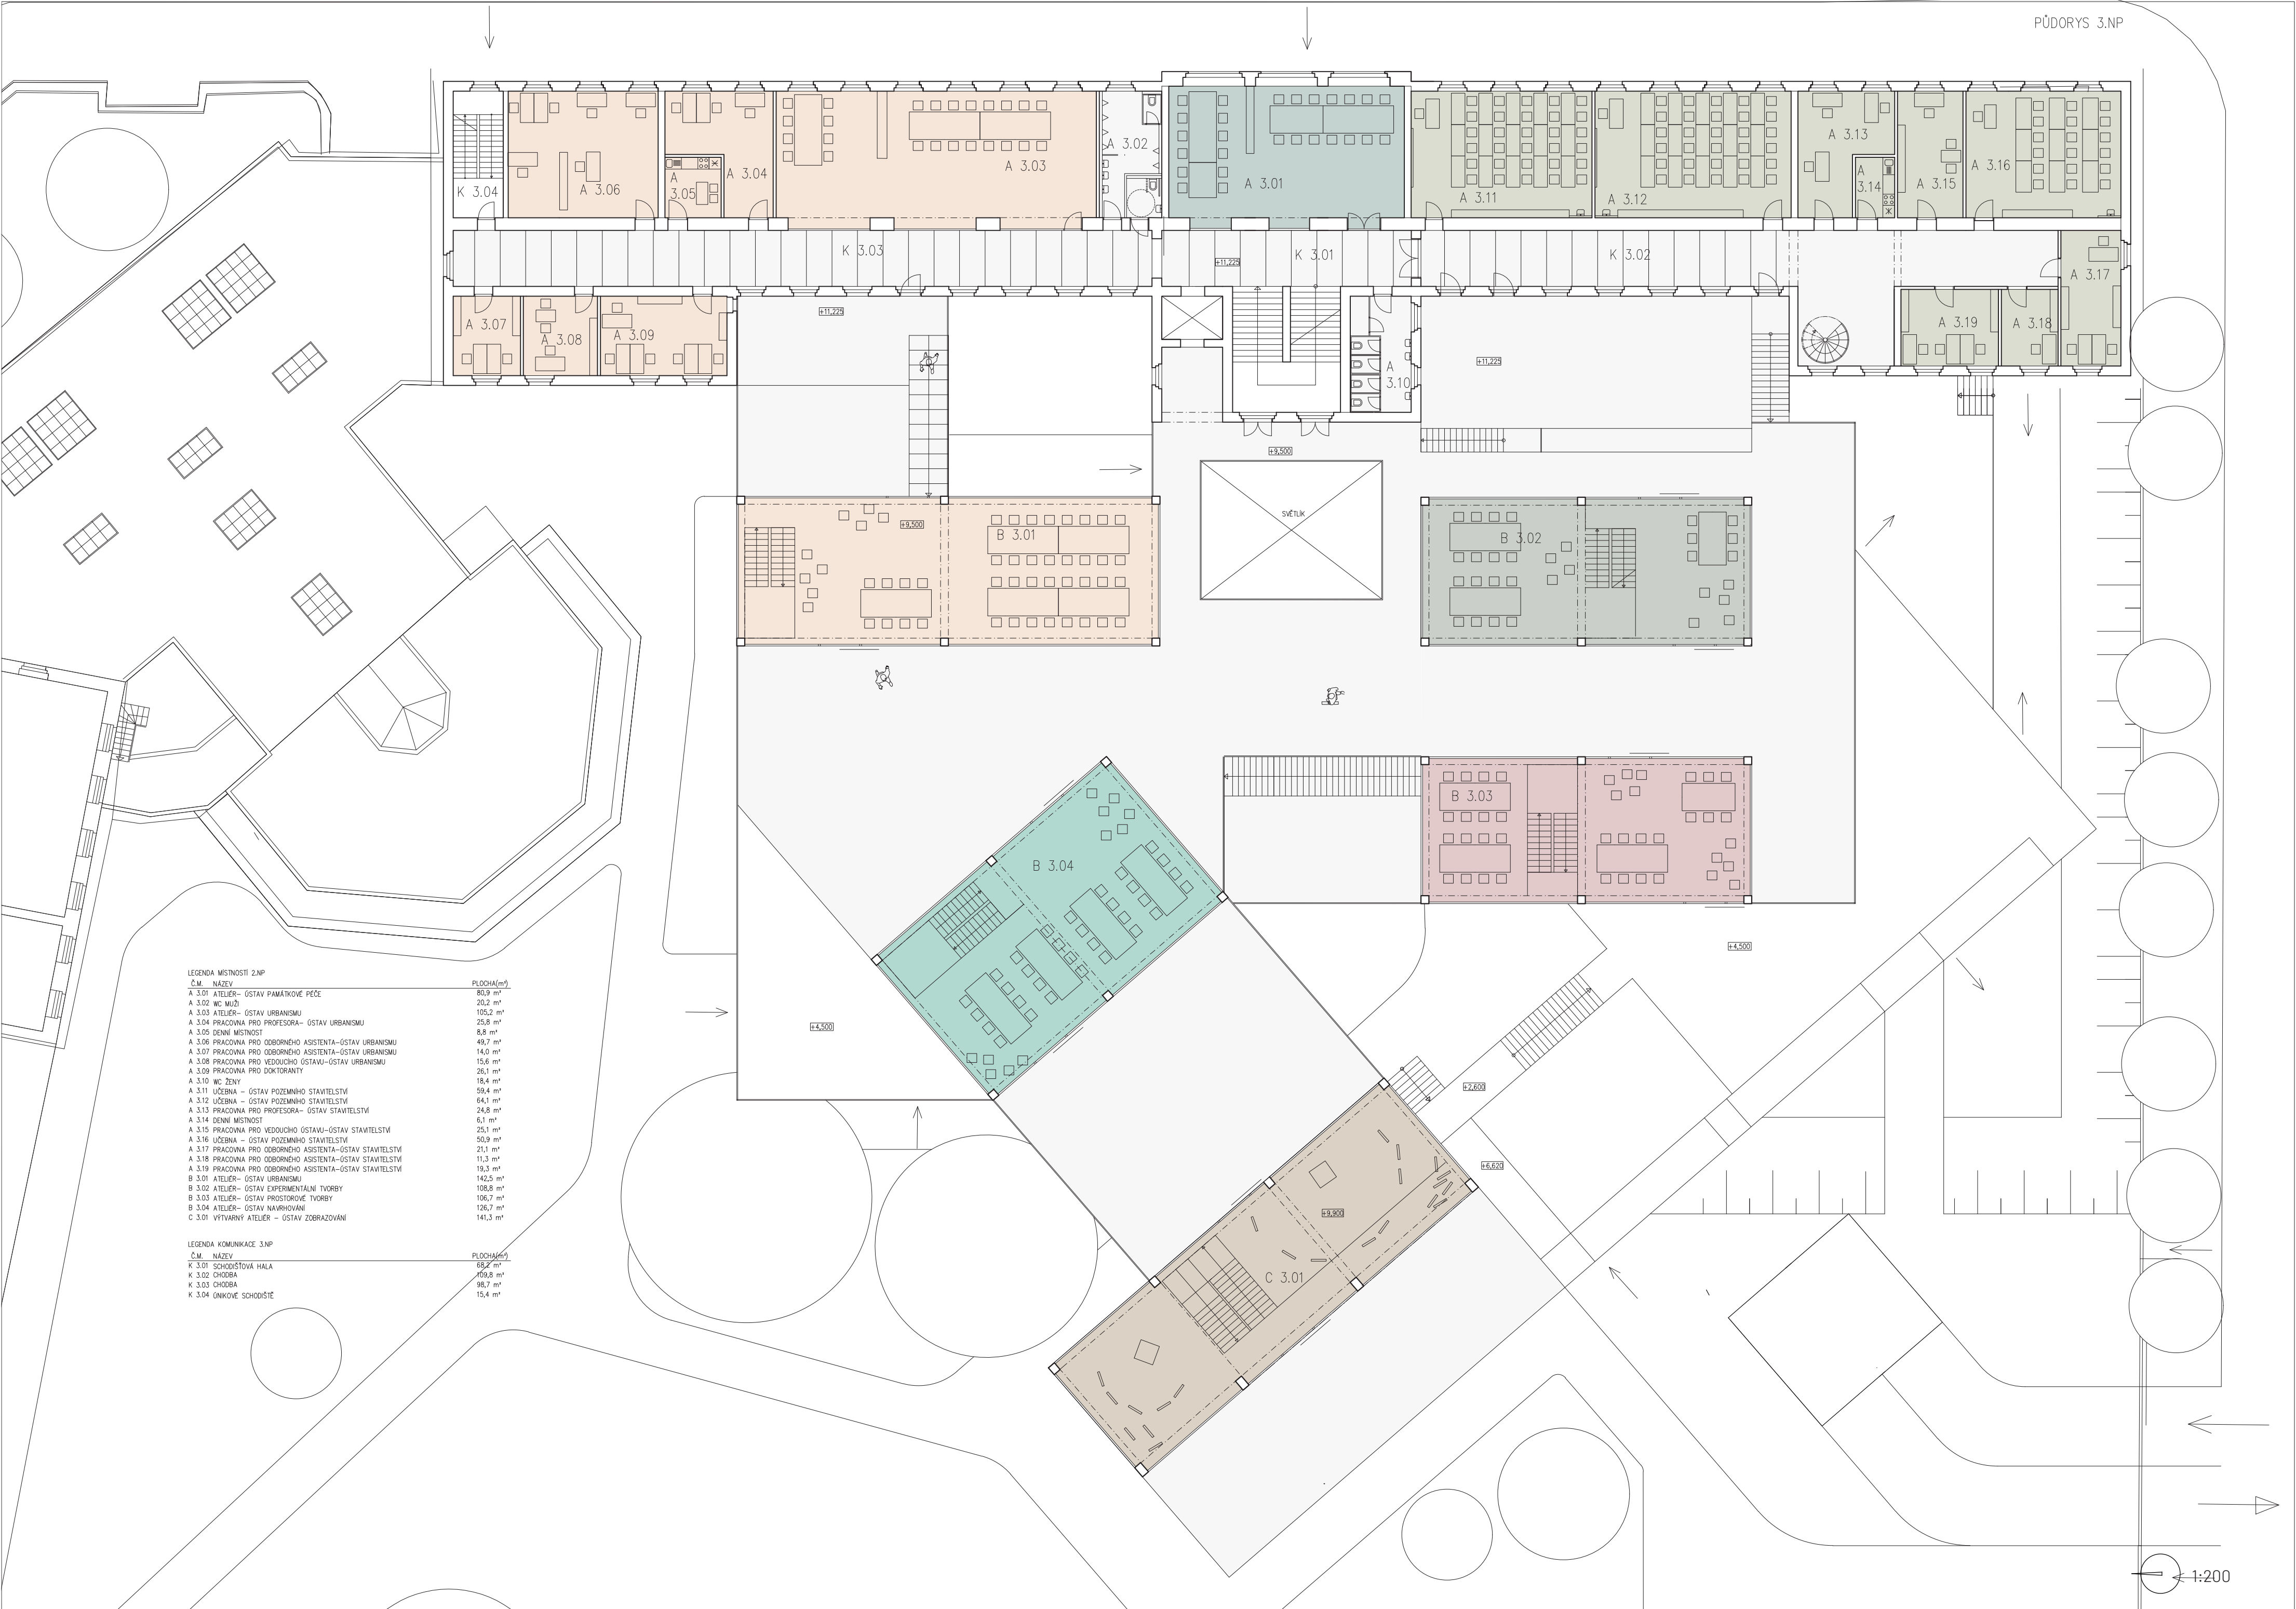 PŮDORYS 3.NP
K 3.04
A 3.06
A
3.05
A 3.04
A 3.03
A 3.02
A 3.01
A 3.11
A 3.12
A 3.13
A
3.14
A 3.15
A 3.16
K 3.03
+11,225
K 3.01
K 3.02
A 3.17
A 3.07
A 3.08
A 3.09
+11,225
A
3.10
+11,225
A 3.19
A 3.18
+9,500
SVĚTLÍK
+9,500
B 3.01
B 3.02
B 3.03
B 3.04
+4,500
+4,500
+2,600
+6,620
+9,900
C 3.01
LEGENDA MÍSTNOSTÍ 2.NP
Č.M. NÁZEV PLOCHA(m²)
A 3.01 ATELIÉR- ÚSTAV PAMÁTKOVÉ PÉČE 80,9 m²
A 3.02 WC MUŽI 20,2 m²
A 3.03 ATELIÉR- ÚSTAV URBANISMU 105,2 m²
A 3.04 PRACOVNA PRO PROFESORA- ÚSTAV URBANISMU 25,8 m²
A 3.05 DENNÍ MÍSTNOST 8,8 m²
A 3.06 PRACOVNA PRO ODBORNÉHO ASISTENTA-ÚSTAV URBANISMU 49,7 m²
A 3.07 PRACOVNA PRO ODBORNÉHO ASISTENTA-ÚSTAV URBANISMU 14,0 m²
A 3.08 PRACOVNA PRO VEDOUCÍHO ÚSTAVU-ÚSTAV URBANISMU 15,6 m²
A 3.09 PRACOVNA PRO DOKTORANTY 26,1 m²
A 3.10 WC ŽENY 18,4 m²
A 3.11 UČEBNA - ÚSTAV POZEMNÍHO STAVITELSTVÍ 59,4 m²
A 3.12 UČEBNA - ÚSTAV POZEMNÍHO STAVITELSTVÍ 64,1 m²
A 3.13 PRACOVNA PRO PROFESORA- ÚSTAV STAVITELSTVÍ 24,8 m²
A 3.14 DENNÍ MÍSTNOST 6,1 m²
A 3.15 PRACOVNA PRO VEDOUCÍHO ÚSTAVU-ÚSTAV STAVITELSTVÍ 25,1 m²
A 3.16 UČEBNA - ÚSTAV POZEMNÍHO STAVITELSTVÍ 50,9 m²
A 3.17 PRACOVNA PRO ODBORNÉHO ASISTENTA-ÚSTAV STAVITELSTVÍ 21,1 m²
A 3.18 PRACOVNA PRO ODBORNÉHO ASISTENTA-ÚSTAV STAVITELSTVÍ 11,3 m²
A 3.19 PRACOVNA PRO ODBORNÉHO ASISTENTA-ÚSTAV STAVITELSTVÍ 19,3 m²
B 3.01 ATELIÉR- ÚSTAV URBANISMU 142,5 m²
B 3.02 ATELIÉR- ÚSTAV EXPERIMENTÁLNÍ TVORBY 108,8 m²
B 3.03 ATELIÉR- ÚSTAV PROSTOROVÉ TVORBY 106,7 m²
B 3.04 ATELIÉR- ÚSTAV NAVRHOVÁNÍ 126,7 m²
C 3.01 VÝTVARNÝ ATELIÉR - ÚSTAV ZOBRAZOVÁNÍ 141,3 m²
LEGENDA KOMUNIKACE 3.NP
Č.M. NÁZEV PLOCHA(m²)
K 3.01 SCHODIŠŤOVÁ HALA 68,2 m²
K 3.02 CHODBA 109,8 m²
K 3.03 CHODBA 98,7 m²
K 3.04 ÚNIKOVÉ SCHODIŠTĚ 15,4 m²
1:200